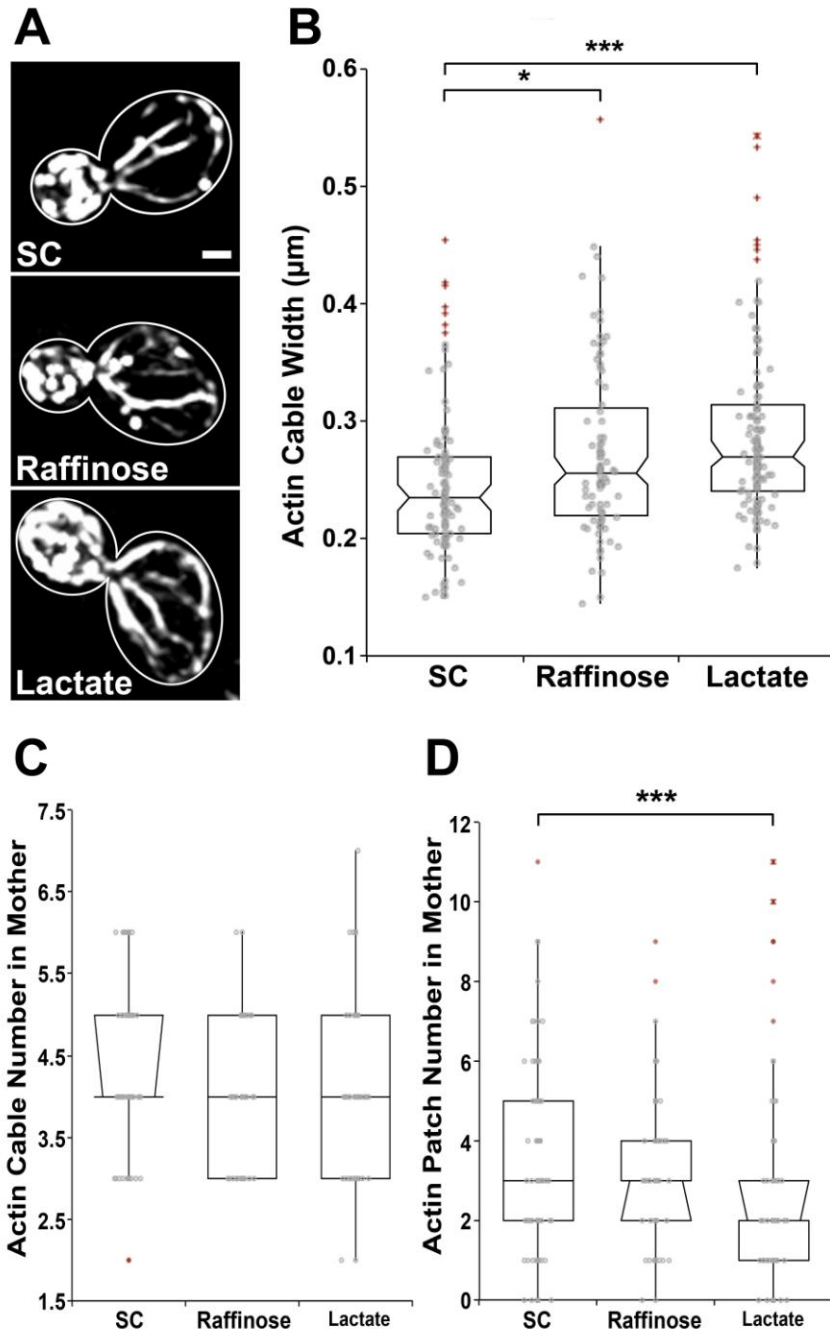 A
SC
Raffinose
Lactate
B
***
*
Actin Cable Width (µm)
0.6
0.5
0.4
0.3
0.2
0.1
SC Raffinose Lactate
C
Actin Cable Number in Mother
7.5
6.5
5.5
4.5
3.5
2.5
1.5
SC Raffinose Lactate
D
***
Actin Patch Number in Mother
12
10
8
6
4
2
0
SC Raffinose Lactate